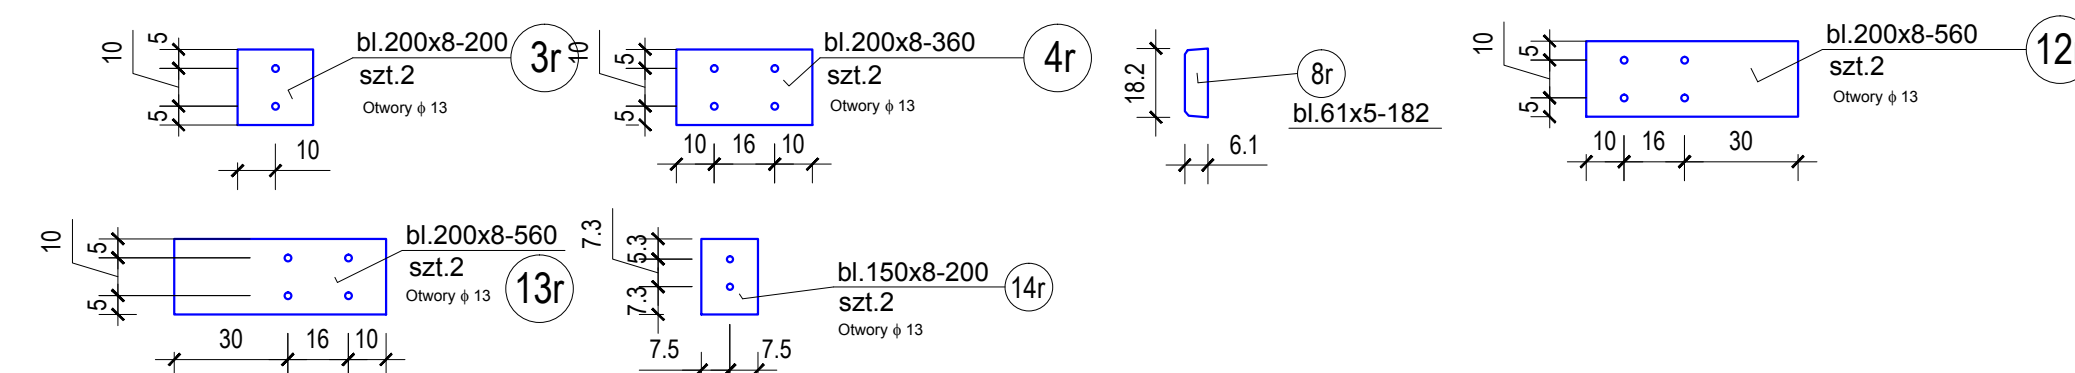 5
10
5
10
bl.200x8-200
szt.2
Otwory ϕ 13
3r
5
10
5
10 16 10
bl.200x8-360
szt.2
Otwory ϕ 13
4r
18.2
6.1
8r
bl.61x5-182
5
10
5
10 16 30
bl.200x8-560
szt.2
Otwory ϕ 13
12r
5
10
5
30 16 10
bl.200x8-560
szt.2
Otwory ϕ 13
13r
5.3
7.3
7.3
7.5 7.5
bl.150x8-200
szt.2
Otwory ϕ 13
14r